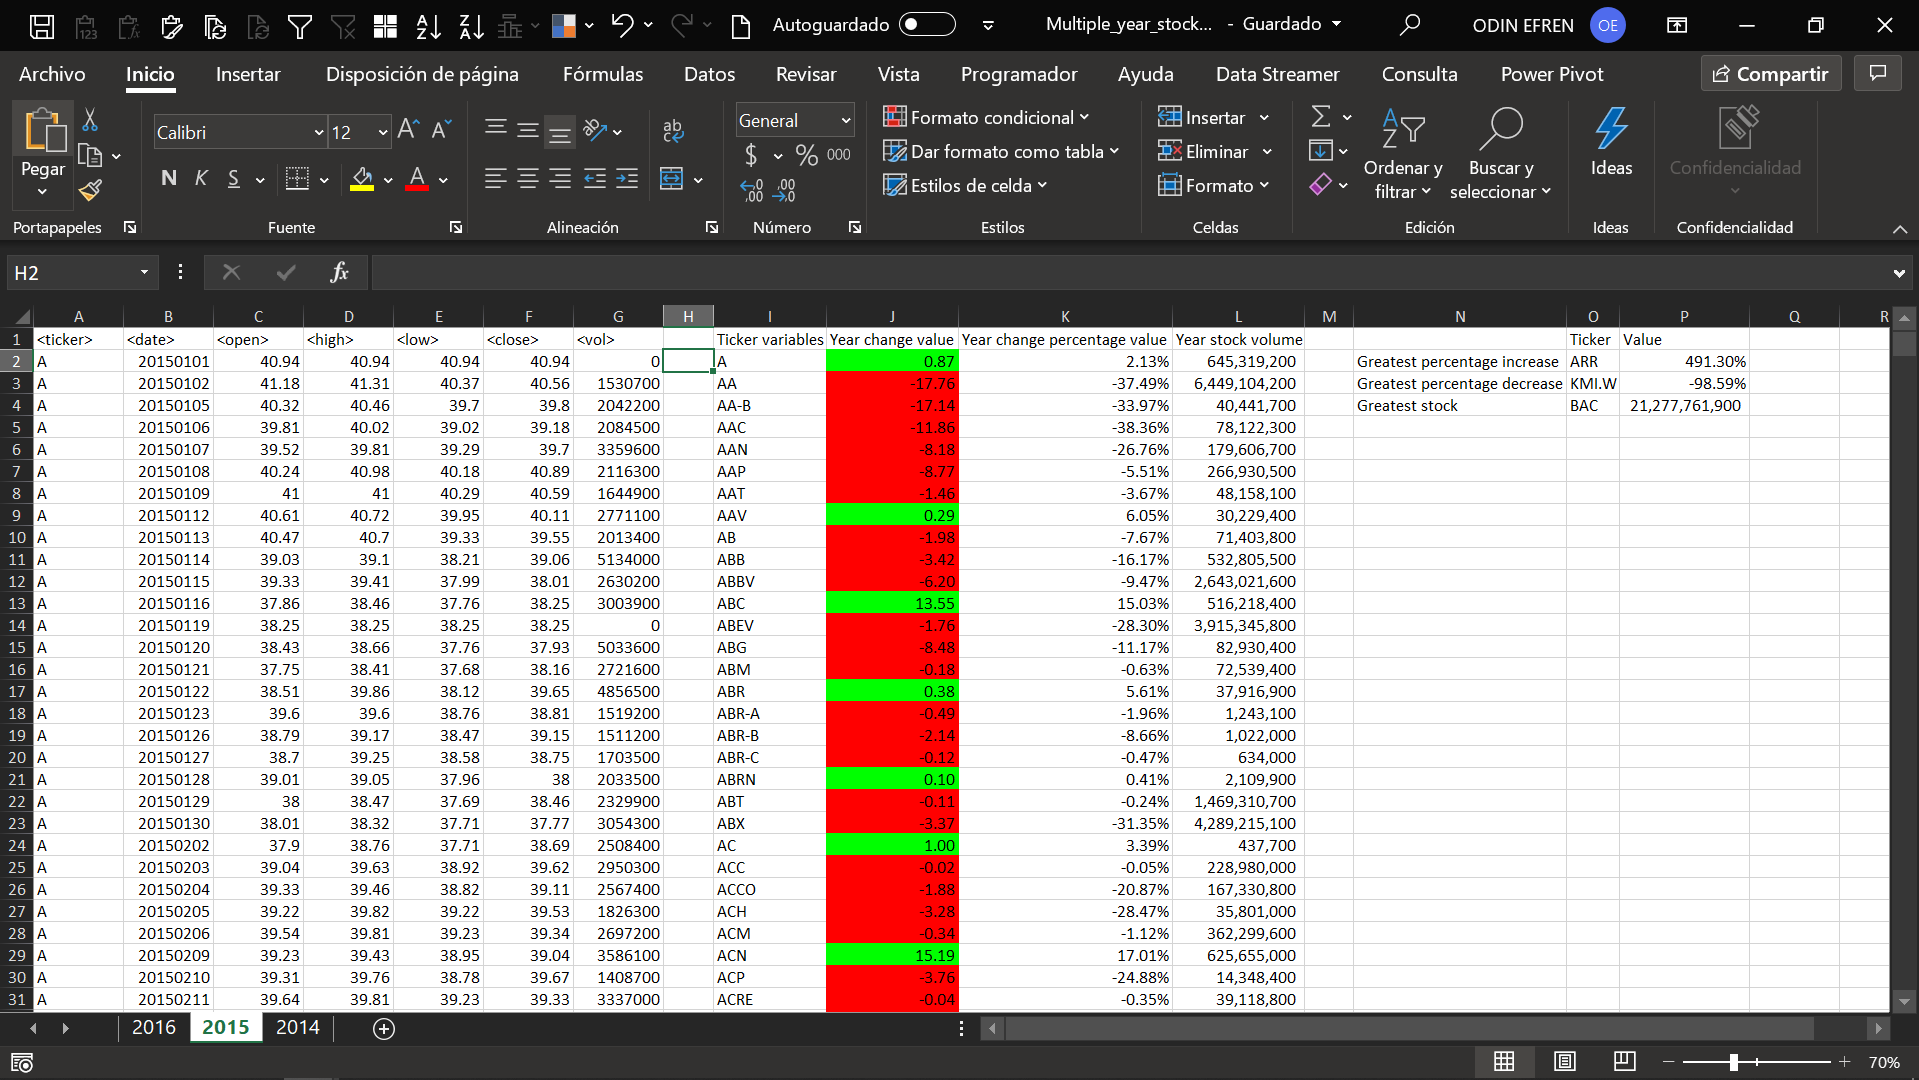 Autoguardado Multiple_year_stock... - Guardado ODIN EFREN OE
Archivo Inicio Insertar Disposición de página Fórmulas Datos Revisar Vista Programador Ayuda Data Streamer Consulta Power Pivot Compartir
Pegar Calibri 12 General Formato condicional Insertar Ordenar y filtrar Buscar y seleccionar Ideas Confidencialidad
N K S $ % 000 Dar formato como tabla Eliminar
Estilos de celda Formato
Portapapeles Fuente Alineación Número Estilos Celdas Edición Ideas Confidencialidad
H2 fx
A B C D E F G H I J K L M N O P Q R
1 <ticker> <date> <open> <high> <low> <close> <vol> Ticker variables Year change value Year change percentage value Year stock volume Ticker Value
2 A 20150101 40.94 40.94 40.94 40.94 0 A 0.87 2.13% 645,319,200 Greatest percentage increase ARR 491.30%
3 A 20150102 41.18 41.31 40.37 40.56 1530700 AA -17.76 -37.49% 6,449,104,200 Greatest percentage decrease KMI.W -98.59%
4 A 20150105 40.32 40.46 39.7 39.8 2042200 AA-B -17.14 -33.97% 40,441,700 Greatest stock BAC 21,277,761,900
5 A 20150106 39.81 40.02 39.02 39.18 2084500 AAC -11.86 -38.36% 78,122,300
6 A 20150107 39.52 39.81 39.29 39.7 3359600 AAN -8.18 -26.76% 179,606,700
7 A 20150108 40.24 40.98 40.18 40.89 2116300 AAP -8.77 -5.51% 266,930,500
8 A 20150109 41 41 40.29 40.59 1644900 AAT -1.46 -3.67% 48,158,100
9 A 20150112 40.61 40.72 39.95 40.11 2771100 AAV 0.29 6.05% 30,229,400
10 A 20150113 40.47 40.7 39.33 39.55 2013400 AB -1.98 -7.67% 71,403,800
11 A 20150114 39.03 39.1 38.21 39.06 5134000 ABB -3.42 -16.17% 532,805,500
12 A 20150115 39.33 39.41 37.99 38.01 2630200 ABBV -6.20 -9.47% 2,643,021,600
13 A 20150116 37.86 38.46 37.76 38.25 3003900 ABC 13.55 15.03% 516,218,400
14 A 20150119 38.25 38.25 38.25 38.25 0 ABEV -1.76 -28.30% 3,915,345,800
15 A 20150120 38.43 38.66 37.76 37.93 5033600 ABG -8.48 -11.17% 82,930,400
16 A 20150121 37.75 38.41 37.68 38.16 2721600 ABM -0.18 -0.63% 72,539,400
17 A 20150122 38.51 39.86 38.12 39.65 4856500 ABR 0.38 5.61% 37,916,900
18 A 20150123 39.6 39.6 38.76 38.81 1519200 ABR-A -0.49 -1.96% 1,243,100
19 A 20150126 38.79 39.17 38.47 39.15 1511200 ABR-B -2.14 -8.66% 1,022,000
20 A 20150127 38.7 39.25 38.58 38.75 1703500 ABR-C -0.12 -0.47% 634,000
21 A 20150128 39.01 39.05 37.96 38 2033500 ABRN 0.10 0.41% 2,109,900
22 A 20150129 38 38.47 37.69 38.46 2329900 ABT -0.11 -0.24% 1,469,310,700
23 A 20150130 38.01 38.32 37.71 37.77 3054300 ABX -3.37 -31.35% 4,289,215,100
24 A 20150202 37.9 38.76 37.71 38.69 2508400 AC 1.00 3.39% 437,700
25 A 20150203 39.04 39.63 38.92 39.62 2950300 ACC -0.02 -0.05% 228,980,000
26 A 20150204 39.33 39.46 38.82 39.11 2567400 ACCO -1.88 -20.87% 167,330,800
27 A 20150205 39.22 39.82 39.22 39.53 1826300 ACH -3.28 -28.47% 35,801,000
28 A 20150206 39.54 39.81 39.23 39.34 2697200 ACM -0.34 -1.12% 362,299,600
29 A 20150209 39.23 39.43 38.95 39.04 3586100 ACN 15.19 17.01% 625,655,000
30 A 20150210 39.31 39.76 38.78 39.67 1408700 ACP -3.76 -24.88% 14,348,400
31 A 20150211 39.64 39.81 39.23 39.33 3337000 ACRE -0.04 -0.35% 39,118,800
2016 2015 2014
70%